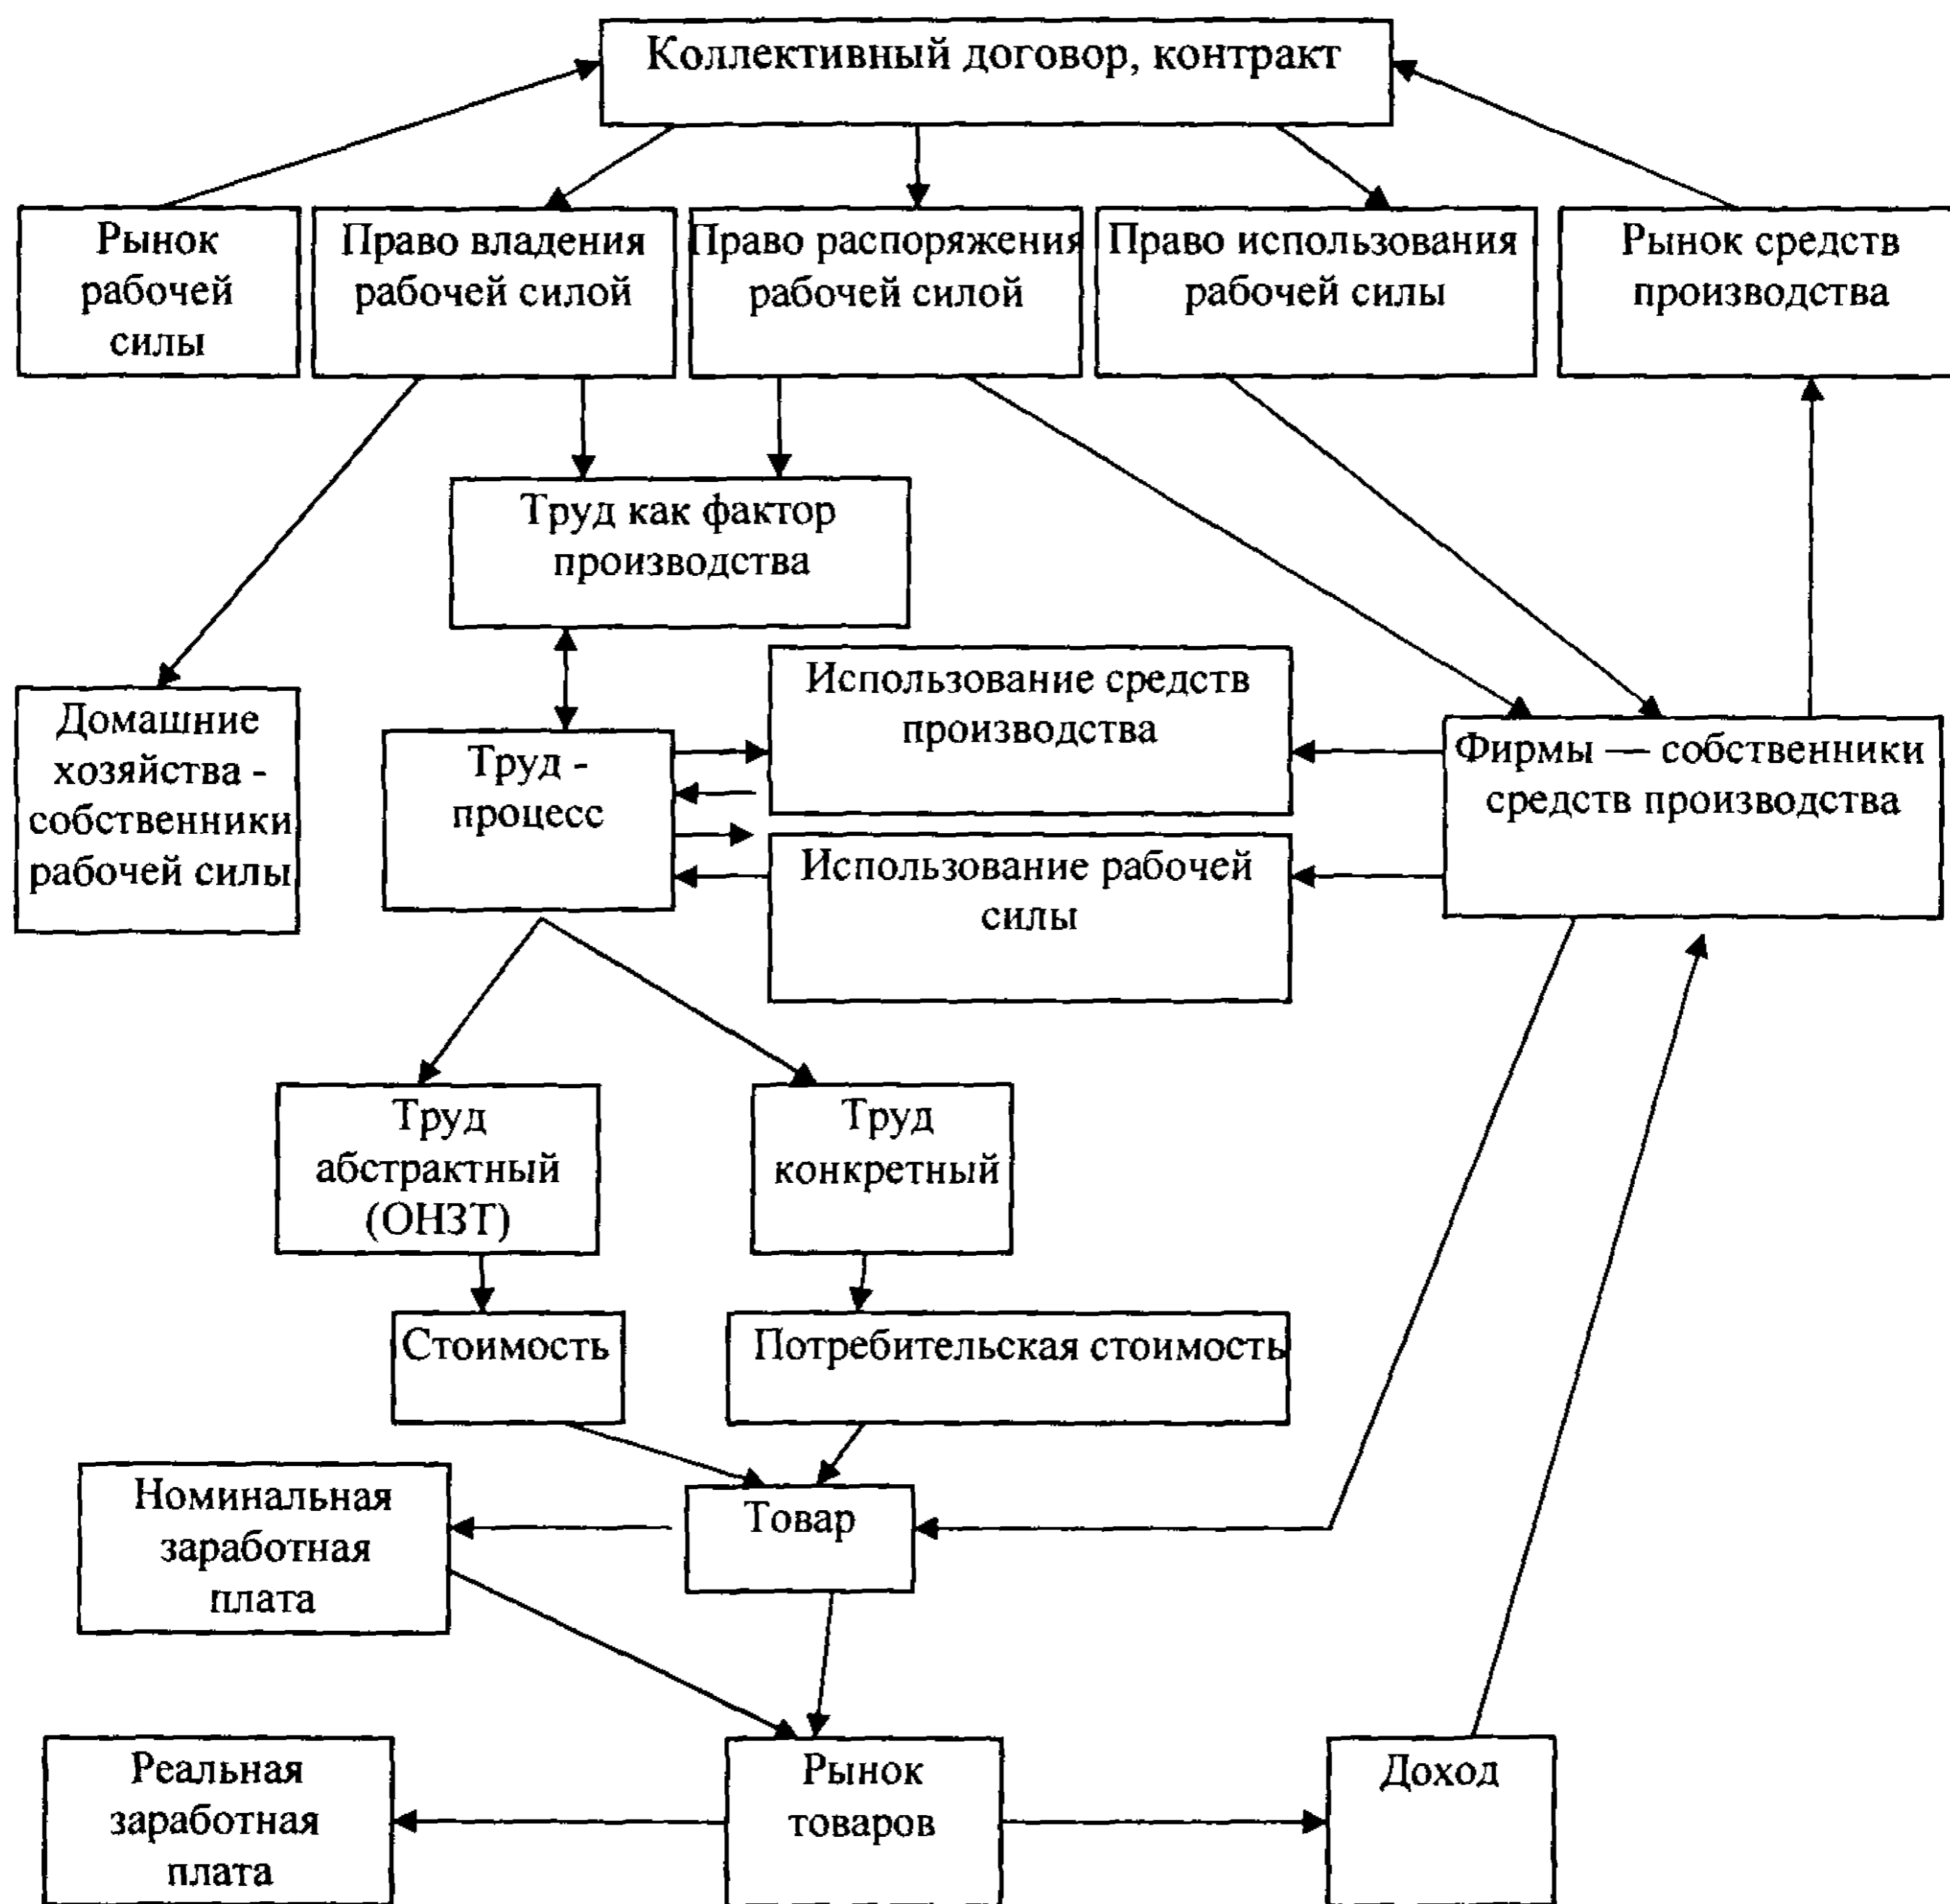 Коллективный договор, контракт
Рынок
рабочей
силы
Право владения
рабочей силой
Право распоряжения
рабочей силой
Право использования
рабочей силы
Рынок средств
производства
Труд как фактор
производства
Домашние
хозяйства -
собственники
рабочей силы
Труд -
процесс
Использование средств
производства
Использование рабочей
силы
Фирмы — собственники
средств производства
Труд
абстрактный
(ОНЗТ)
Труд
конкретный
Стоимость
Потребительская стоимость
Номинальная
заработная
плата
Товар
Реальная
заработная
плата
Рынок
товаров
Доход